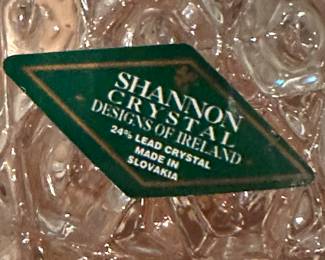 SHANNON
CRYSTAL
DESIGNS OF IRELAND
24% LEAD CRYSTAL
MADE IN
SLOVAKIA